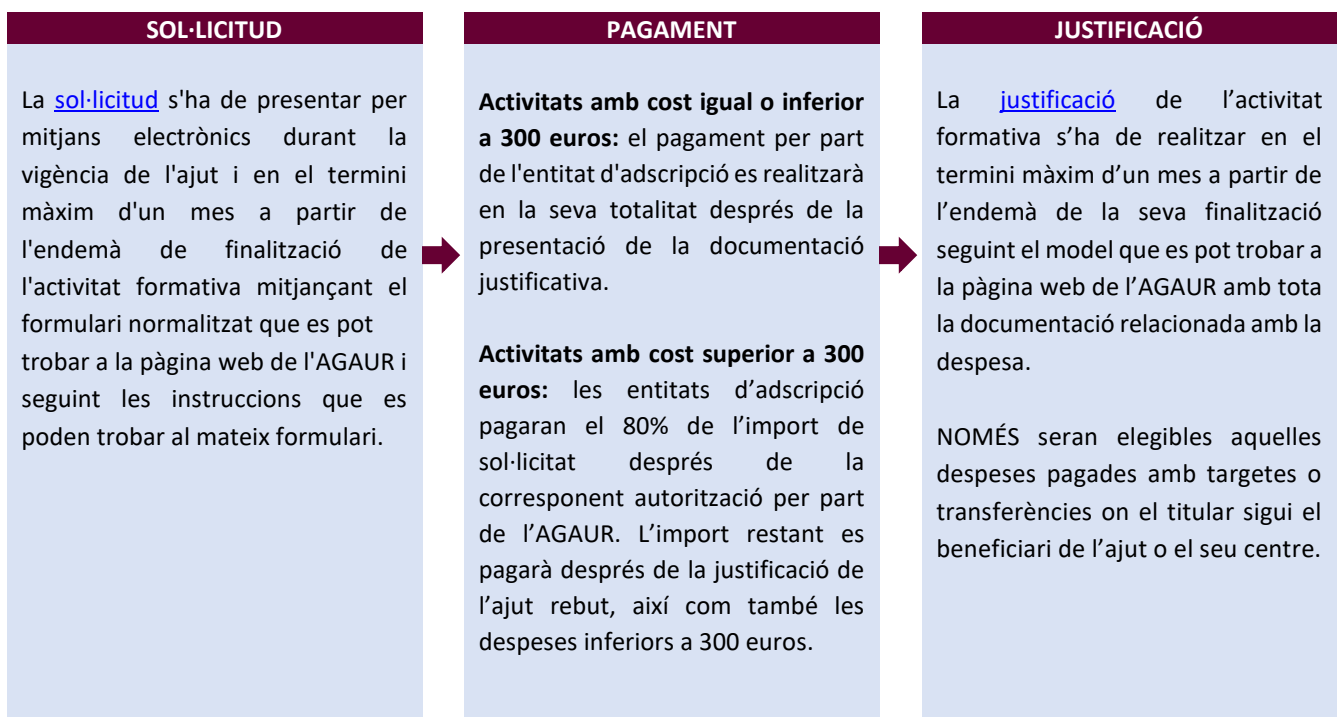 SOL·LICITUD
La sol·licitud s'ha de presentar per
mitjans electrònics durant la
vigència de l'ajut i en el termini
màxim d'un mes a partir de
l'endemà de finalització de
l'activitat formativa mitjançant el
formulari normalitzat que es pot
trobar a la pàgina web de l'AGAUR i
seguint les instruccions que es
poden trobar al mateix formulari.
PAGAMENT
Activitats amb cost igual o inferior
a 300 euros: el pagament per part
de l'entitat d'adscripció es realitzarà
en la seva totalitat després de la
presentació de la documentació
justificativa.
Activitats amb cost superior a 300
euros: les entitats d’adscripció
pagaran el 80% de l’import de
sol·licitat després de la
corresponent autorització per part
de l’AGAUR. L’import restant es
pagarà després de la justificació de
l’ajut rebut, així com també les
despeses inferiors a 300 euros.
JUSTIFICACIÓ
La justificació de l’activitat
formativa s’ha de realitzar en el
termini màxim d’un mes a partir de
l’endemà de la seva finalització
seguint el model que es pot trobar a
la pàgina web de l’AGAUR amb tota
la documentació relacionada amb la
despesa.
NOMÉS seran elegibles aquelles
despeses pagades amb targetes o
transferències on el titular sigui el
beneficiari de l’ajut o el seu centre.